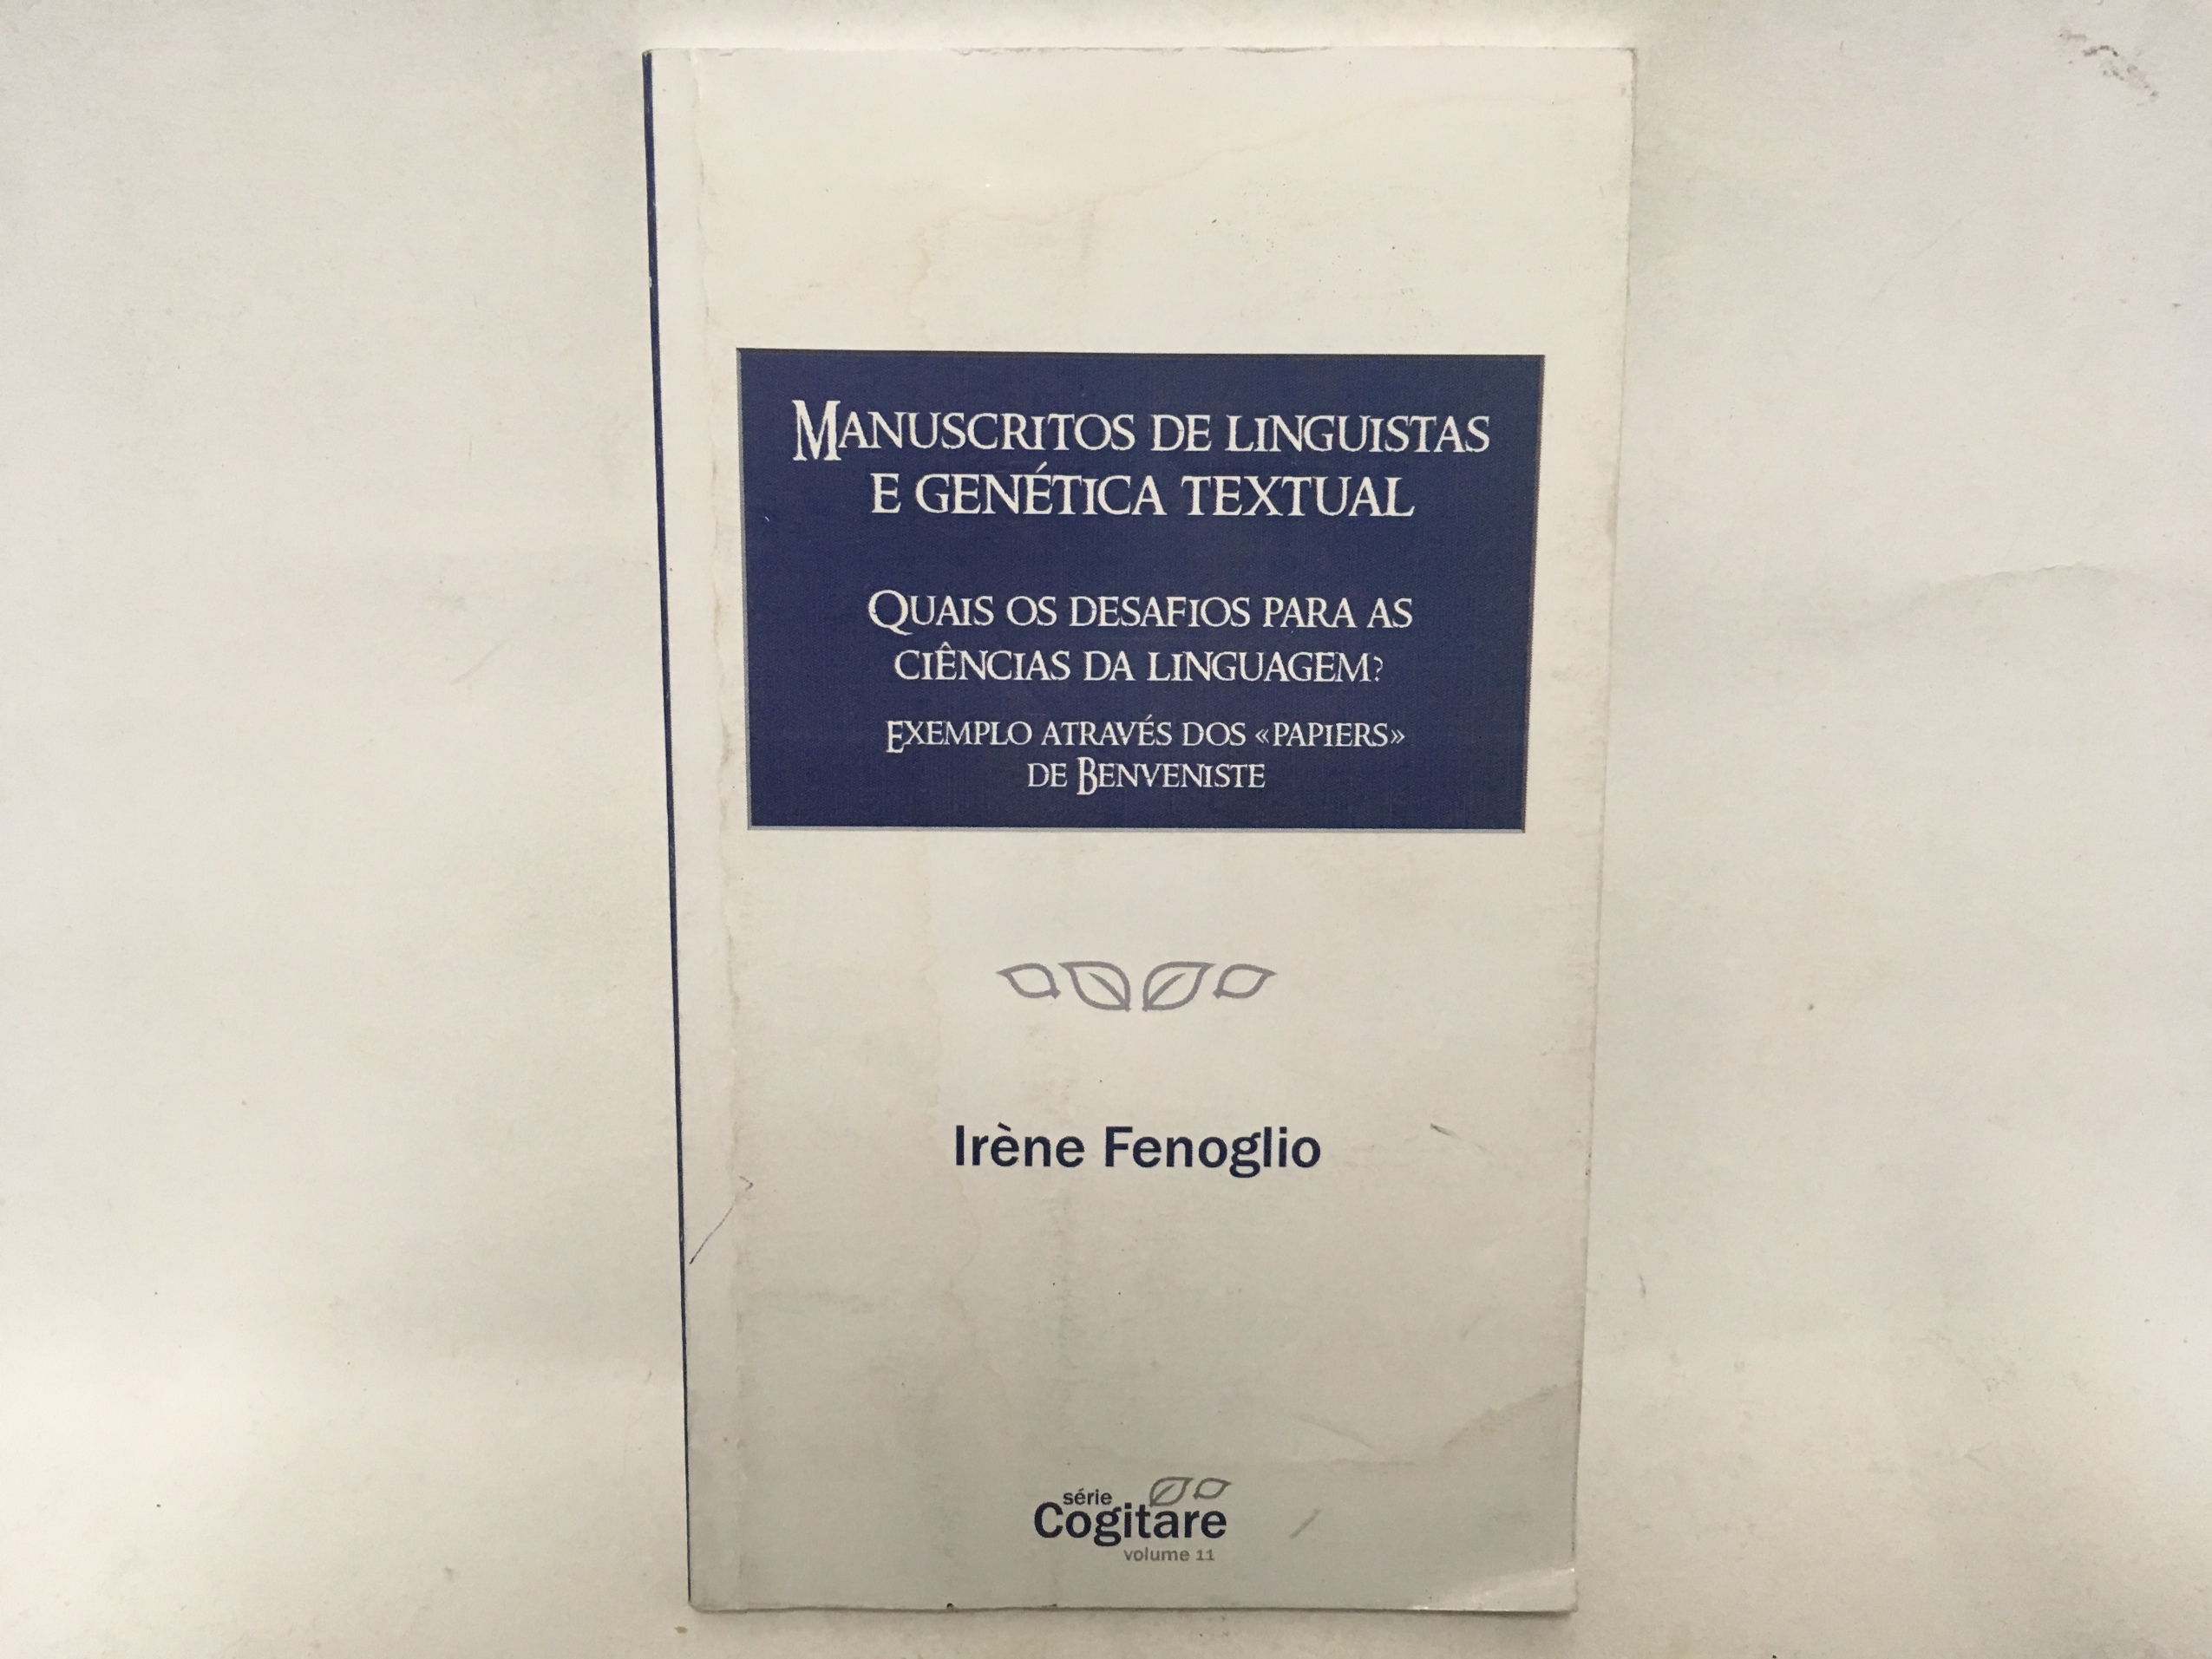 MANUSCRITOS DE LINGUISTAS
E GENÉTICA TEXTUAL
QUAIS OS DESAFIOS PARA AS
CIÊNCIAS DA LINGUAGEM?
EXEMPLO ATRAVÉS DOS «PAPIERS»
DE BENVENISTE
Irène Fenoglio
série
Cogitare
volume 11